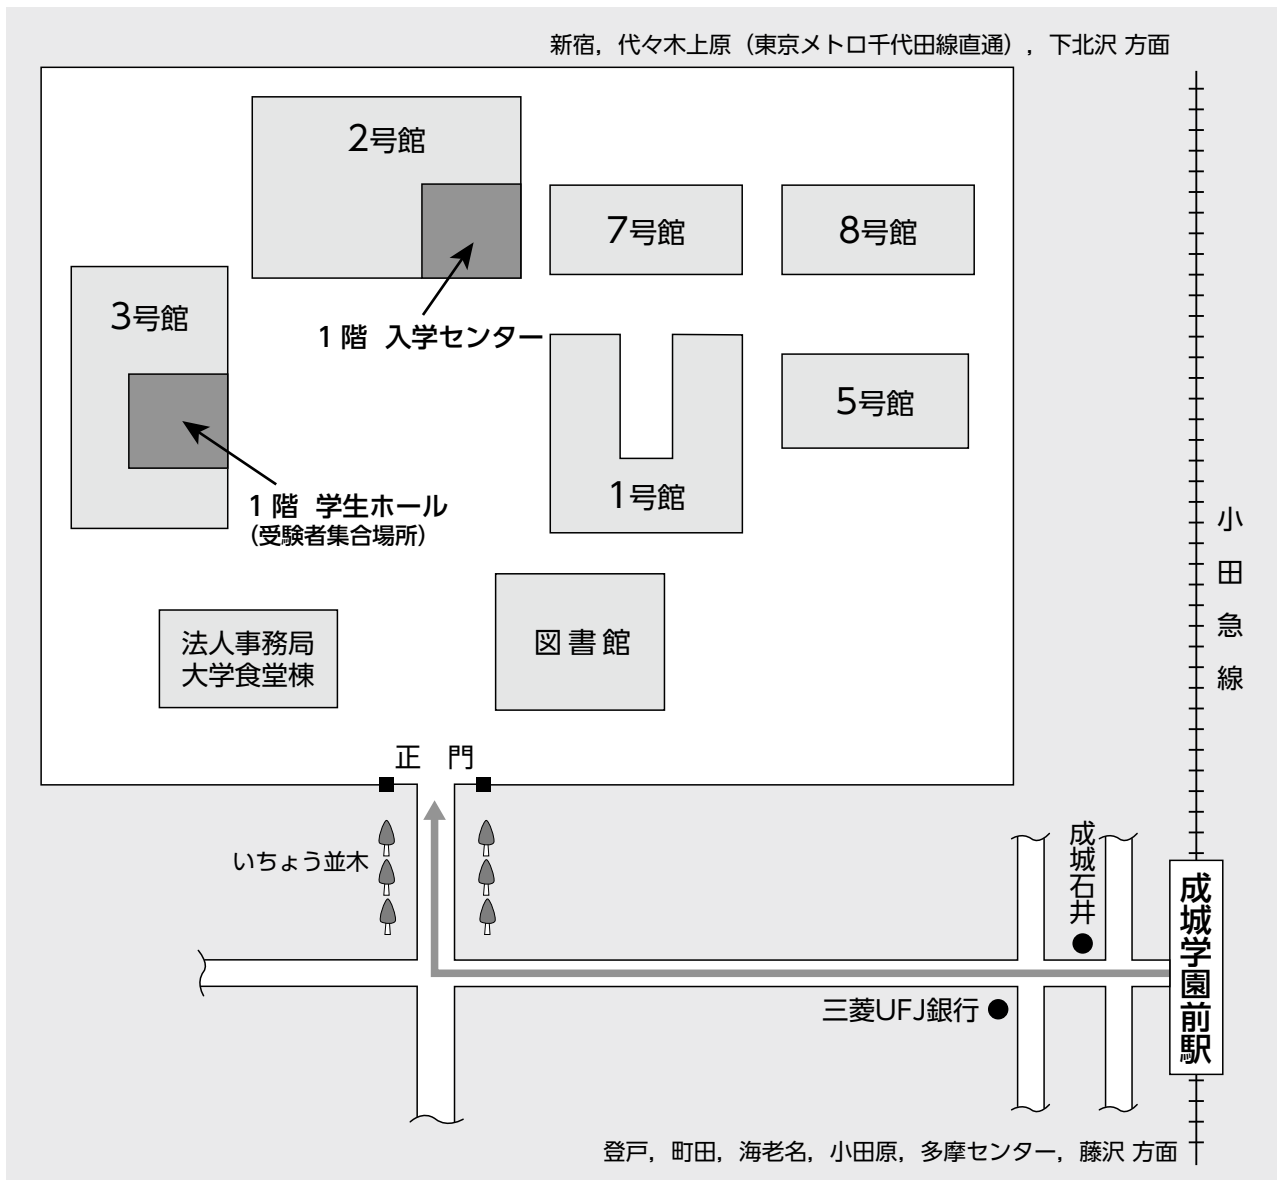 新宿，代々木上原（東京メトロ千代田線直通），下北沢 方面
2号館
7号館
8号館
3号館
1階 入学センター
5号館
1号館
1階 学生ホール
（受験者集合場所）
小田急線
法人事務局
大学食堂棟
図書館
正門
いちょう並木
成城石井
成城学園前駅
三菱UFJ銀行
登戸，町田，海老名，小田原，多摩センター，藤沢 方面